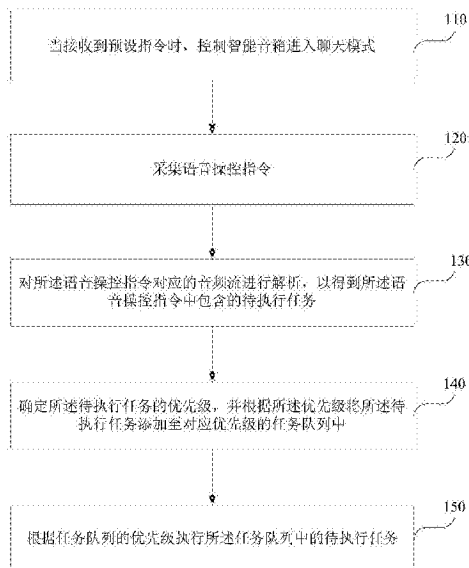 110
当接收到预设指令时、控制智能音箱进入聊天模式
120
采集语音操控指令
130
对所述语音操控指令对应的音频流进行解析，以得到所述语
音操控指令中包含的待执行任务
140
确定所述待执行任务的优先级，并根据所述优先级将所述待
执行任务添加至对应优先级的任务队列中
150
根据任务队列的优先级执行所述任务队列中的待执行任务